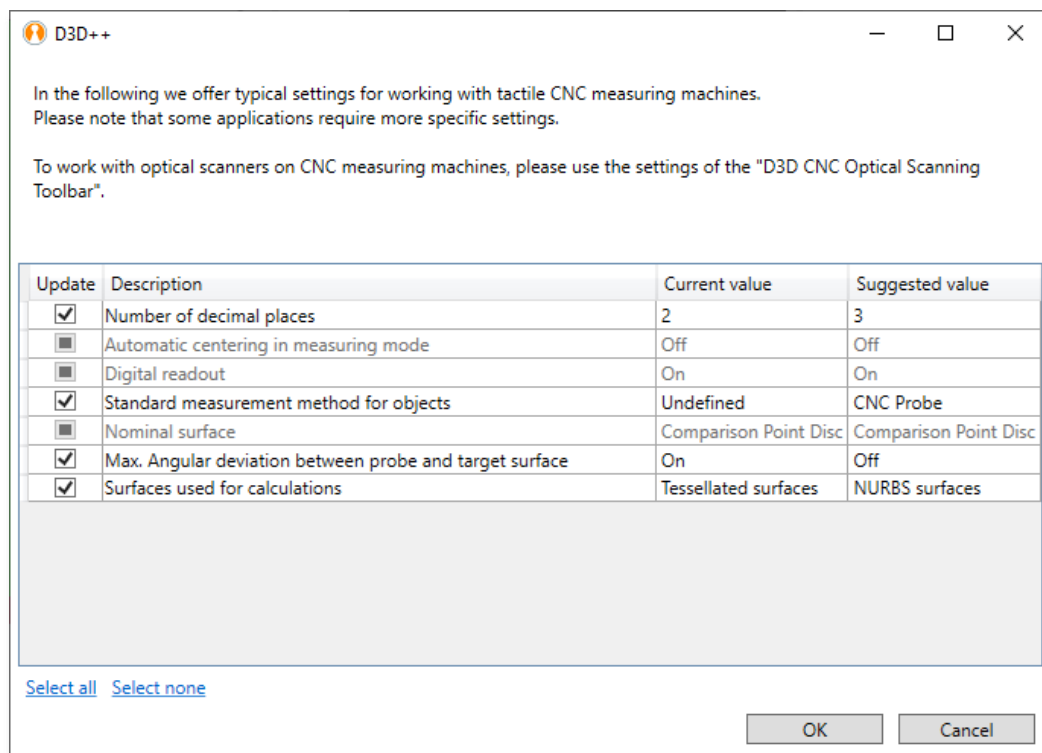 D3D++
In the following we offer typical settings for working with tactile CNC measuring machines.
Please note that some applications require more specific settings.
To work with optical scanners on CNC measuring machines, please use the settings of the "D3D CNC Optical Scanning
Toolbar".
Update Description Current value Suggested value
Number of decimal places 2 3
Automatic centering in measuring mode Off Off
Digital readout On On
Standard measurement method for objects Undefined CNC Probe
Nominal surface Comparison Point Disc Comparison Point Disc
Max. Angular deviation between probe and target surface On Off
Surfaces used for calculations Tessellated surfaces NURBS surfaces
Select all Select none
OK Cancel